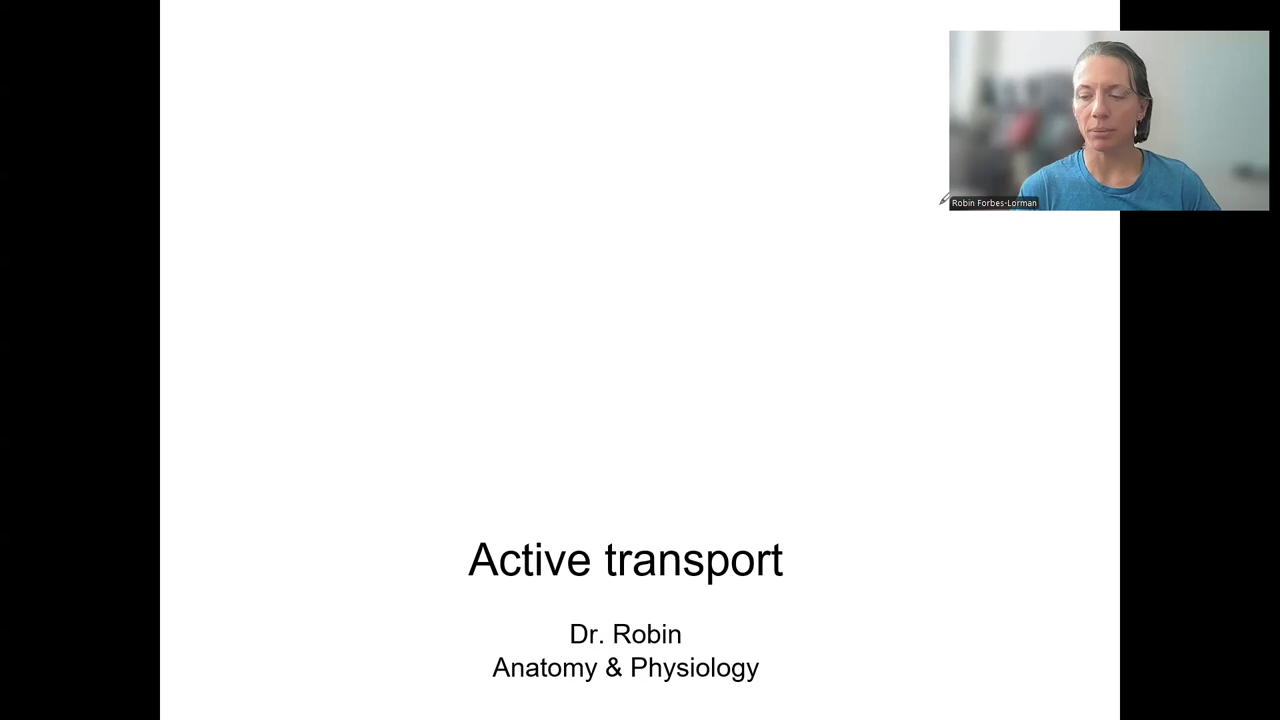 Robin Forbes-Lorman
Active transport
Dr. Robin
Anatomy & Physiology